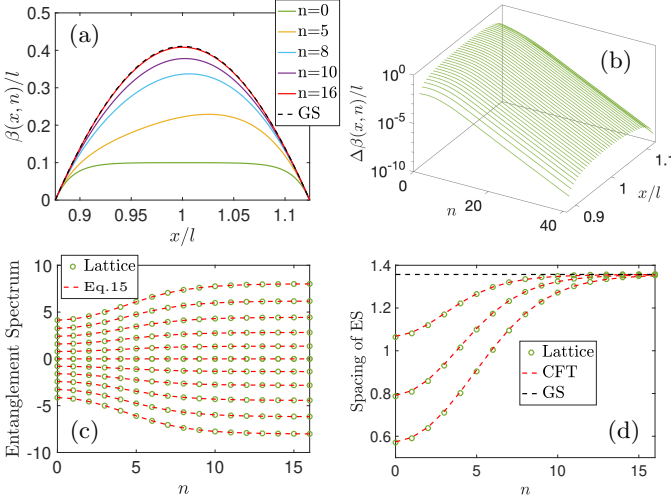 (a)
β(x, n)/l
0.5
0.4
0.3
0.2
0.1
0
0.9
0.95
1
1.05
1.1
x/l
n=0
n=5
n=8
n=10
n=16
GS
(b)
Δβ(x, n)/l
10^0
10^-5
10^-10
0
20
40
n
0.9
1
1.1
x/l
(c)
Entanglement Spectrum
10
5
0
-5
-10
0
5
10
15
n
Lattice
Eq.15
(d)
Spacing of ES
1.4
1.2
1
0.8
0.6
0
5
10
15
n
Lattice
CFT
GS